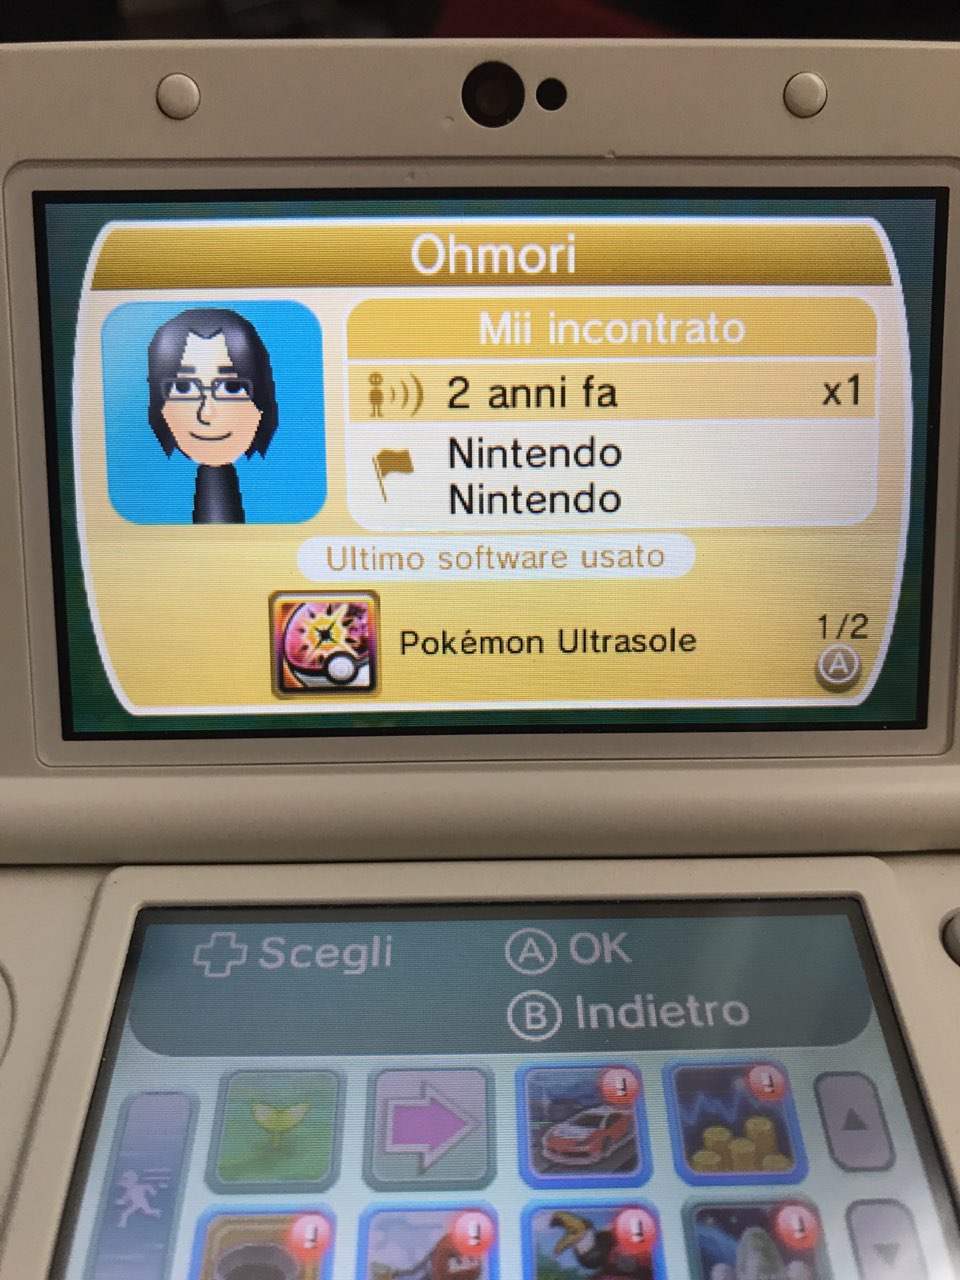 Ohmori
Mii incontrato
2 anni fa x1
Nintendo
Nintendo
Ultimo software usato
Pokémon Ultrasole
1/2
A
Scegli
A OK
B Indietro